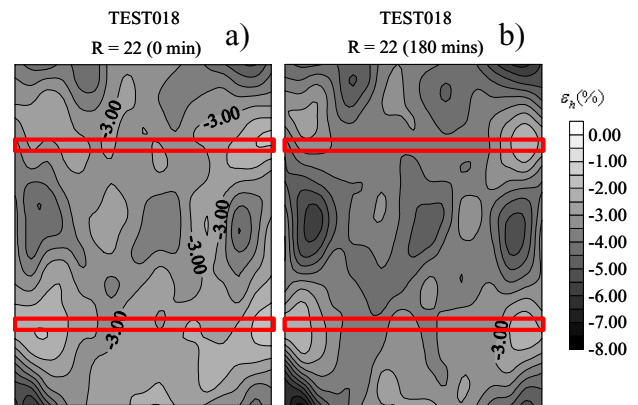 TEST018
R = 22 (0 min)
a)
TEST018
R = 22 (180 mins)
b)
-3.00
-3.00
-3.00
-3.00
-3.00
-3.00
εh(%)
0.00
-1.00
-2.00
-3.00
-4.00
-5.00
-6.00
-7.00
-8.00